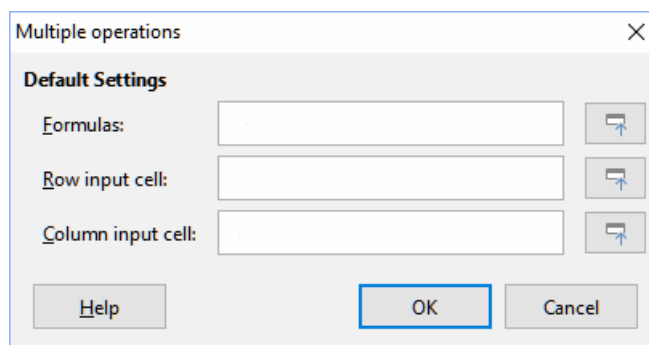 Multiple operations
Default Settings
Formulas:
Row input cell:
Column input cell:
Help OK Cancel